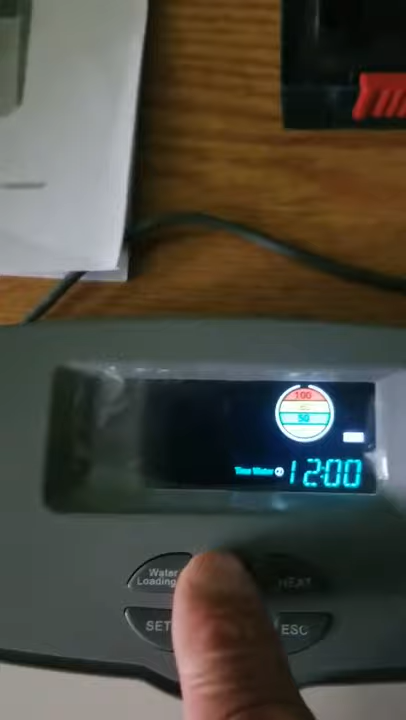 100
50
Time Water 12:00
Water
Loading
HEAT
SET
ESC